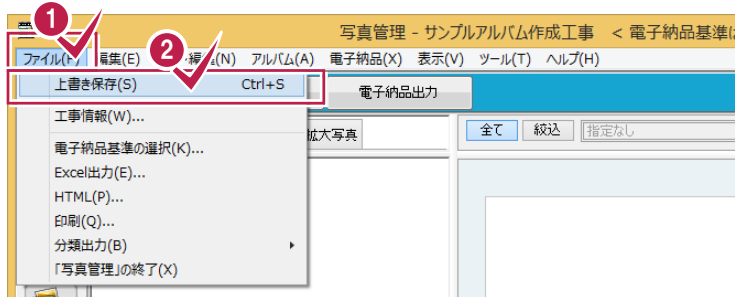 1
写真管理 - サンプルアルバム作成工事 < 電子納品基準
2
ファイル(F) 編集(E) 編集(N) アルバム(A) 電子納品(X) 表示(V) ツール(T) ヘルプ(H)
上書き保存(S) Ctrl+S
電子納品出力
工事情報(W)...
拡大写真
全て 絞込 指定なし
電子納品基準の選択(K)...
Excel出力(E)...
HTML(P)...
印刷(Q)...
分類出力(B)
「写真管理」の終了(X)